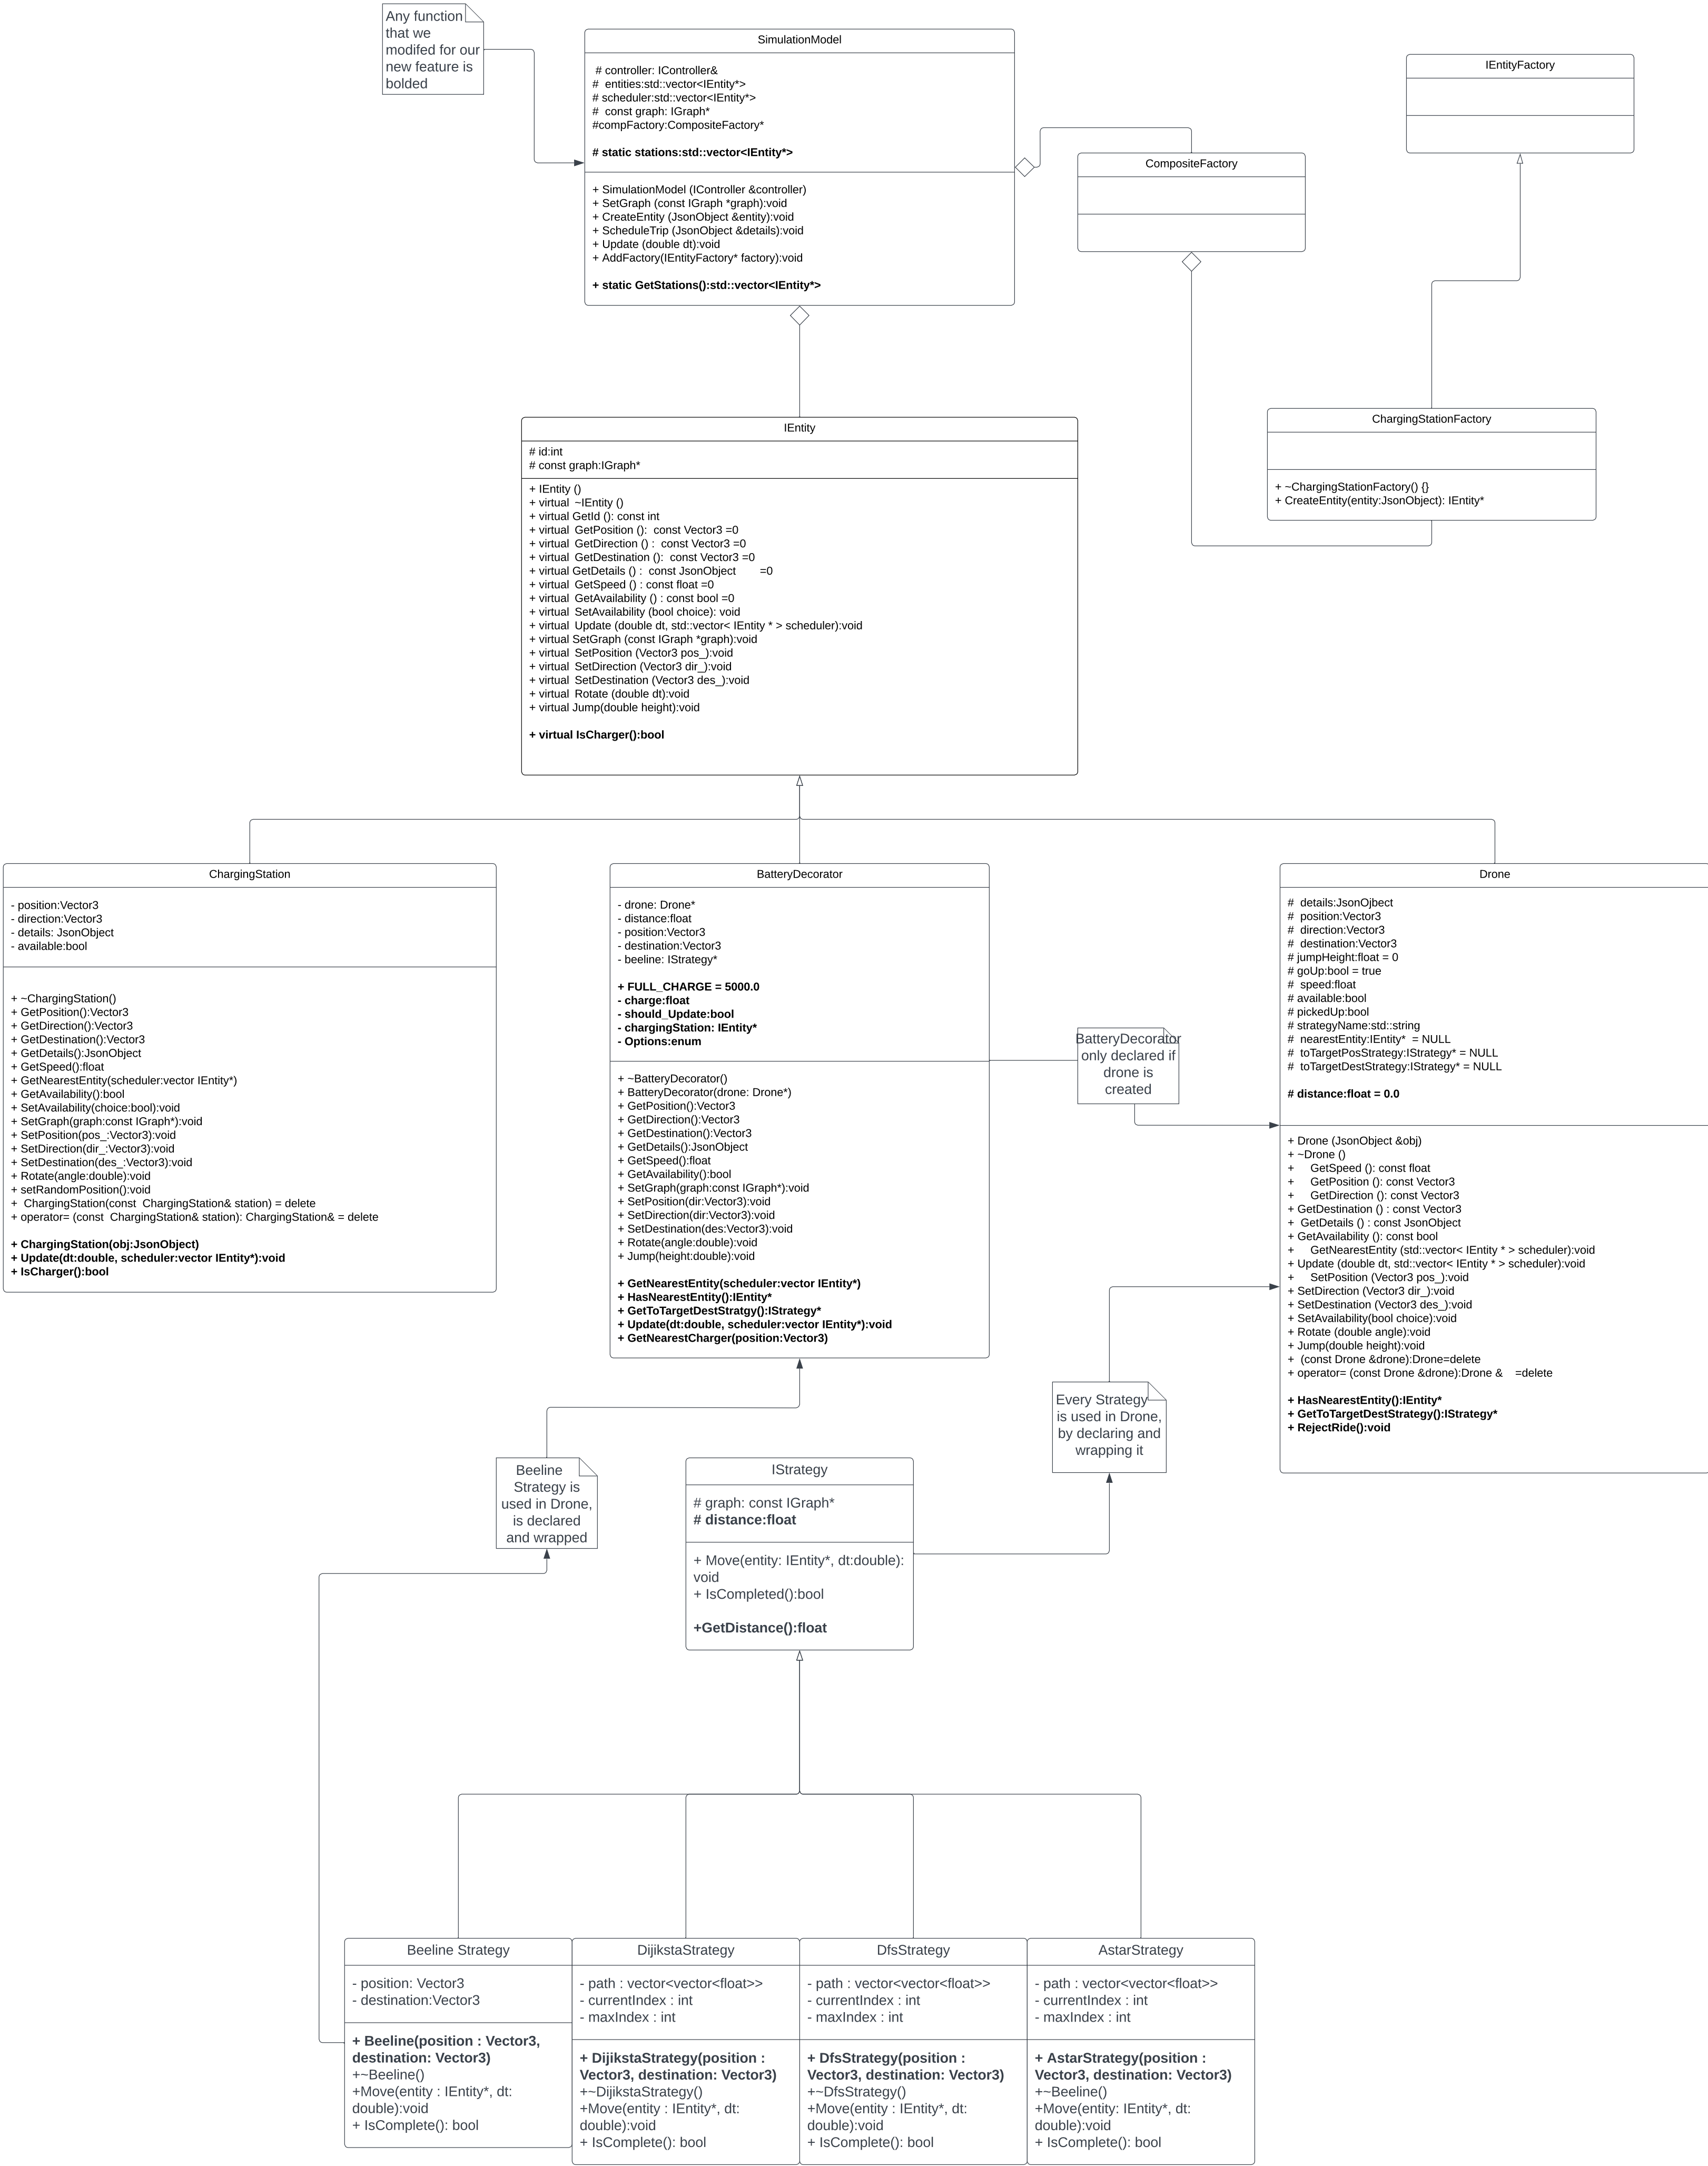 Any function
that we
modifed for our
new feature is
bolded
SimulationModel
# controller: IController&
# entities:std::vector<IEntity*>
# scheduler:std::vector<IEntity*>
# const graph: IGraph*
#compFactory:CompositeFactory*
# static stations:std::vector<IEntity*>
+ SimulationModel (IController &controller)
+ SetGraph (const IGraph *graph):void
+ CreateEntity (JsonObject &entity):void
+ ScheduleTrip (JsonObject &details):void
+ Update (double dt):void
+ AddFactory(IEntityFactory* factory):void
+ static GetStations():std::vector<IEntity*>
IEntityFactory
CompositeFactory
ChargingStationFactory
+ ~ChargingStationFactory() {}
+ CreateEntity(entity:JsonObject): IEntity*
IEntity
# id:int
# const graph:IGraph*
+ IEntity ()
+ virtual ~IEntity ()
+ virtual GetId (): const int
+ virtual GetPosition (): const Vector3 =0
+ virtual GetDirection () : const Vector3 =0
+ virtual GetDestination (): const Vector3 =0
+ virtual GetDetails () : const JsonObject =0
+ virtual GetSpeed () : const float =0
+ virtual GetAvailability () : const bool =0
+ virtual SetAvailability (bool choice): void
+ virtual Update (double dt, std::vector< IEntity * > scheduler):void
+ virtual SetGraph (const IGraph *graph):void
+ virtual SetPosition (Vector3 pos_):void
+ virtual SetDirection (Vector3 dir_):void
+ virtual SetDestination (Vector3 des_):void
+ virtual Rotate (double dt):void
+ virtual Jump(double height):void
+ virtual IsCharger():bool
ChargingStation
- position:Vector3
- direction:Vector3
- details: JsonObject
- available:bool
+ ~ChargingStation()
+ GetPosition():Vector3
+ GetDirection():Vector3
+ GetDestination():Vector3
+ GetDetails():JsonObject
+ GetSpeed():float
+ GetNearestEntity(scheduler:vector IEntity*)
+ GetAvailability():bool
+ SetAvailability(choice:bool):void
+ SetGraph(graph:const IGraph*):void
+ SetPosition(pos_:Vector3):void
+ SetDirection(dir_:Vector3):void
+ SetDestination(des_:Vector3):void
+ Rotate(angle:double):void
+ setRandomPosition():void
+ ChargingStation(const ChargingStation& station) = delete
+ operator= (const ChargingStation& station): ChargingStation& = delete
+ ChargingStation(obj:JsonObject)
+ Update(dt:double, scheduler:vector IEntity*):void
+ IsCharger():bool
BatteryDecorator
- drone: Drone*
- distance:float
- position:Vector3
- destination:Vector3
- beeline: IStrategy*
+ FULL_CHARGE = 5000.0
- charge:float
- should_Update:bool
- chargingStation: IEntity*
- Options:enum
+ ~BatteryDecorator()
+ BatteryDecorator(drone: Drone*)
+ GetPosition():Vector3
+ GetDirection():Vector3
+ GetDestination():Vector3
+ GetDetails():JsonObject
+ GetSpeed():float
+ GetAvailability():bool
+ SetGraph(graph:const IGraph*):void
+ SetPosition(dir:Vector3):void
+ SetDirection(dir:Vector3):void
+ SetDestination(des:Vector3):void
+ Rotate(angle:double):void
+ Jump(height:double):void
+ GetNearestEntity(scheduler:vector IEntity*)
+ HasNearestEntity():IEntity*
+ GetToTargetDestStratgy():IStrategy*
+ Update(dt:double, scheduler:vector IEntity*):void
+ GetNearestCharger(position:Vector3)
BatteryDecorator
only declared if
drone is
created
Drone
# details:JsonOjbect
# position:Vector3
# direction:Vector3
# destination:Vector3
# jumpHeight:float = 0
# goUp:bool = true
# speed:float
# available:bool
# pickedUp:bool
# strategyName:std::string
# nearestEntity:IEntity* = NULL
# toTargetPosStrategy:IStrategy* = NULL
# toTargetDestStrategy:IStrategy* = NULL
# distance:float = 0.0
+ Drone (JsonObject &obj)
+ ~Drone ()
+ GetSpeed (): const float
+ GetPosition (): const Vector3
+ GetDirection (): const Vector3
+ GetDestination () : const Vector3
+ GetDetails () : const JsonObject
+ GetAvailability (): const bool
+ GetNearestEntity (std::vector< IEntity * > scheduler):void
+ Update (double dt, std::vector< IEntity * > scheduler):void
+ SetPosition (Vector3 pos_):void
+ SetDirection (Vector3 dir_):void
+ SetDestination (Vector3 des_):void
+ SetAvailability(bool choice):void
+ Rotate (double angle):void
+ Jump(double height):void
+ (const Drone &drone):Drone=delete
+ operator= (const Drone &drone):Drone & =delete
+ HasNearestEntity():IEntity*
+ GetToTargetDestStrategy():IStrategy*
+ RejectRide():void
Every Strategy
is used in Drone,
by declaring and
wrapping it
Beeline
Strategy is
used in Drone,
is declared
and wrapped
IStrategy
# graph: const IGraph*
# distance:float
+ Move(entity: IEntity*, dt:double):
void
+ IsCompleted():bool
+GetDistance():float
Beeline Strategy
- position: Vector3
- destination:Vector3
+ Beeline(position : Vector3,
destination: Vector3)
+~Beeline()
+Move(entity : IEntity*, dt:
double):void
+ IsComplete(): bool
DijikstaStrategy
- path : vector<vector<float>>
- currentIndex : int
- maxIndex : int
+ DijikstaStrategy(position :
Vector3, destination: Vector3)
+~DijikstaStrategy()
+Move(entity : IEntity*, dt:
double):void
+ IsComplete(): bool
DfsStrategy
- path : vector<vector<float>>
- currentIndex : int
- maxIndex : int
+ DfsStrategy(position :
Vector3, destination: Vector3)
+~DfsStrategy()
+Move(entity : IEntity*, dt:
double):void
+ IsComplete(): bool
AstarStrategy
- path : vector<vector<float>>
- currentIndex : int
- maxIndex : int
+ AstarStrategy(position :
Vector3, destination: Vector3)
+~Beeline()
+Move(entity: IEntity*, dt:
double):void
+ IsComplete(): bool